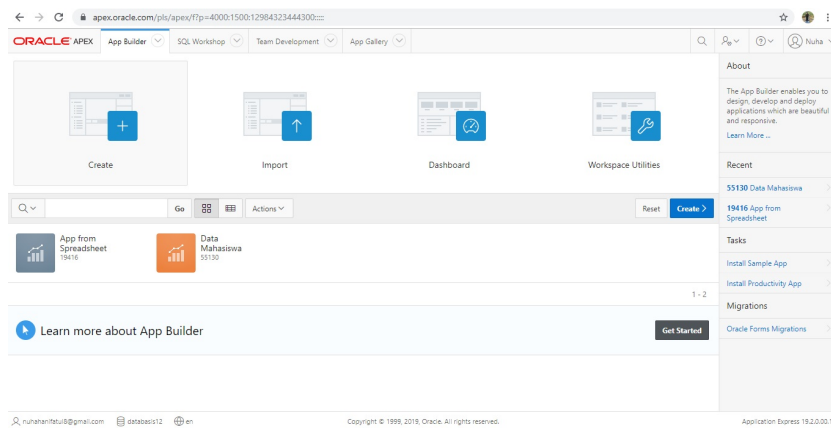 apex.oracle.com/pls/apex/f?p=4000:1500:12984323444300:::::
ORACLE APEX App Builder SQL Workshop Team Development App Gallery Nuha
Create
Import
Dashboard
Workspace Utilities
Go Actions Reset Create >
App from
Spreadsheet
19416
Data
Mahasiswa
55130
1 - 2
Learn more about App Builder Get Started
About
The App Builder enables you to
design, develop and deploy
applications which are beautiful
and responsive.
Learn More ...
Recent
55130 Data Mahasiswa
19416 App from
Spreadsheet
Tasks
Install Sample App
Install Productivity App
Migrations
Oracle Forms Migrations
nuhahanifatul8@gmail.com databasis12 en Copyright © 1999, 2019, Oracle. All rights reserved. Application Express 19.2.0.00.1